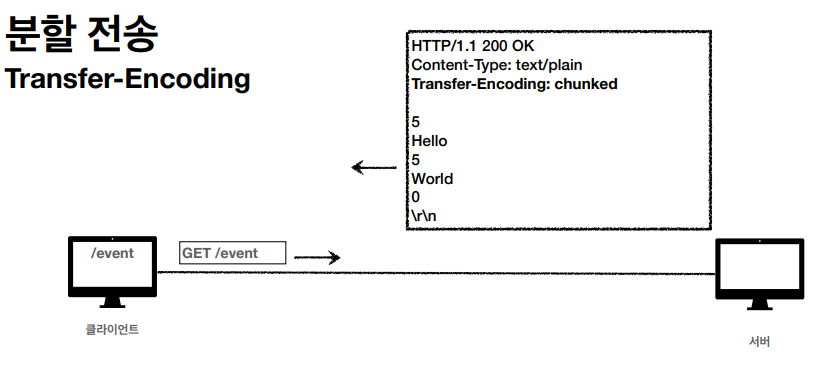 분할 전송
Transfer-Encoding
HTTP/1.1 200 OK
Content-Type: text/plain
Transfer-Encoding: chunked
5
Hello
5
World
0
\r\n
/event
GET /event
클라이언트
서버